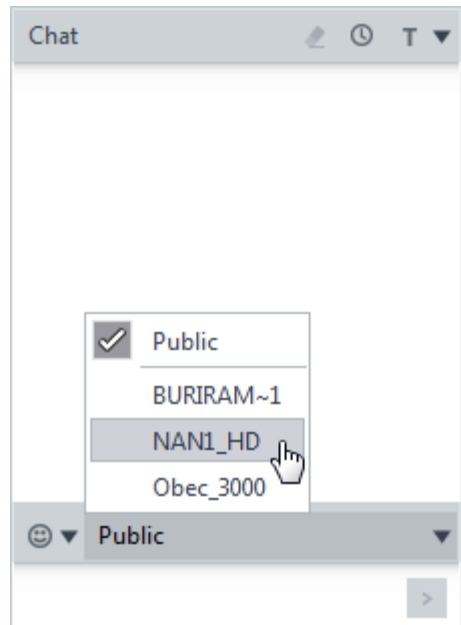 Chat T
Public
BURIRAM~1
NAN1_HD
Obec_3000
Public
>